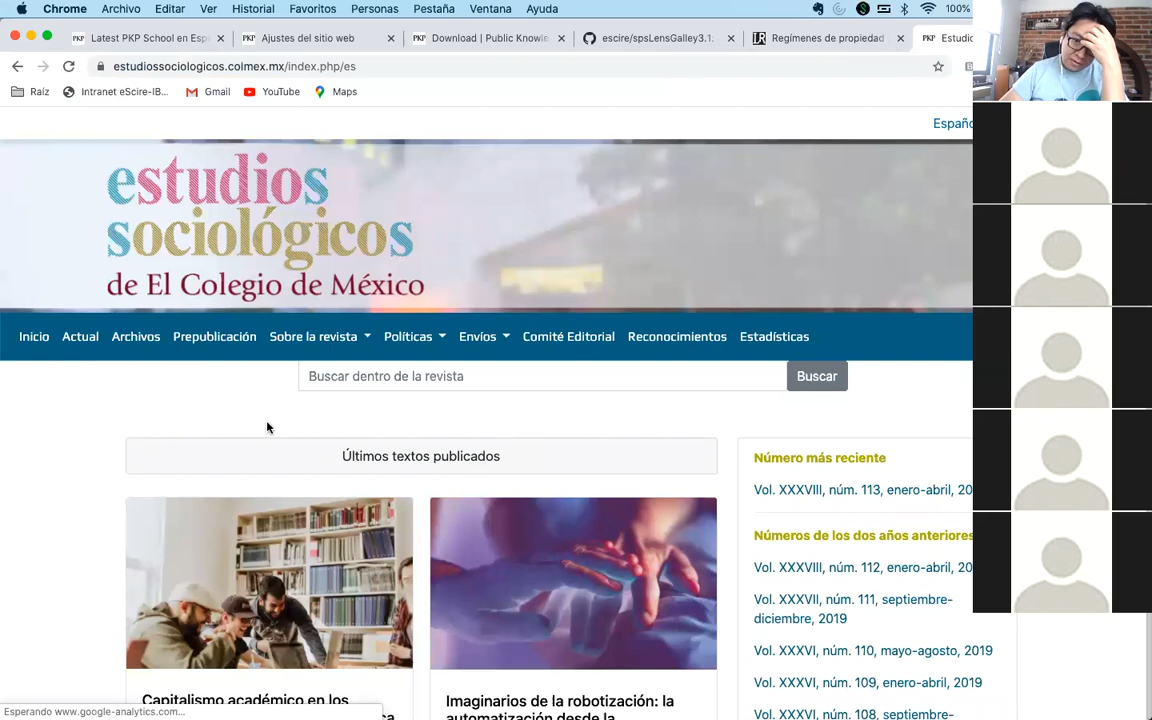 Chrome Archivo Editar Ver Historial Favoritos Personas Pestaña Ventana Ayuda 100%
Latest PKP School en Esp
Ajustes del sitio web
Download | Public Knowle
escire/spsLensGalley3.1:
Regímenes de propiedad
Estudio
estudiossociologicos.colmex.mx/index.php/es
Raíz Intranet eScire-IB... Gmail YouTube Maps
Españo
estudios
sociológicos
de El Colegio de México
Inicio Actual Archivos Prepublicación Sobre la revista Políticas Envíos Comité Editorial Reconocimientos Estadísticas
Buscar dentro de la revista Buscar
Últimos textos publicados
Número más reciente
Vol. XXXVIII, núm. 113, enero-abril, 20
Números de los dos años anteriores
Vol. XXXVIII, núm. 112, enero-abril, 20
Vol. XXXVII, núm. 111, septiembre-
diciembre, 2019
Vol. XXXVI, núm. 110, mayo-agosto, 2019
Vol. XXXVI, núm. 109, enero-abril, 2019
Vol. XXXVI, núm. 108, septiembre-
Capitalismo académico en los
Imaginarios de la robotización: la
automatización desde la
Esperando www.google-analytics.com...